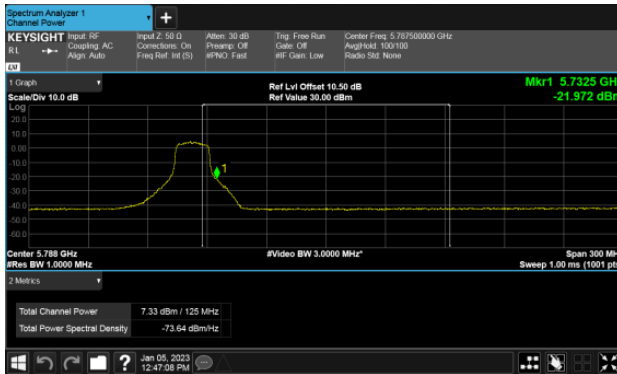 Spectrum Analyzer 1
Channel Power
KEYSIGHT
RL
LXI
Input: RF
Coupling: AC
Align: Auto
Input Z: 50 Ω
Corrections: On
Freq Ref: Int (S)
Atten: 30 dB
Preamp: Off
#PNO: Fast
Trig: Free Run
Gate: Off
#IF Gain: Low
Center Freq: 5.787500000 GHz
Avg|Hold: 100/100
Radio Std: None
1 Graph
Scale/Div 10.0 dB
Ref Lvl Offset 10.50 dB
Ref Value 30.00 dBm
Mkr1 5.7325 GH
-21.972 dBr
Log
20.0
10.0
0.00
-10.0
-20.0
-30.0
-40.0
-50.0
-60.0
1
Center 5.788 GHz
#Res BW 1.0000 MHz
#Video BW 3.0000 MHz*
Span 300 MH
Sweep 1.00 ms (1001 pts
2 Metrics
Total Channel Power 7.33 dBm / 125 MHz
Total Power Spectral Density -73.64 dBm/Hz
?
Jan 05, 2023
12:47:08 PM